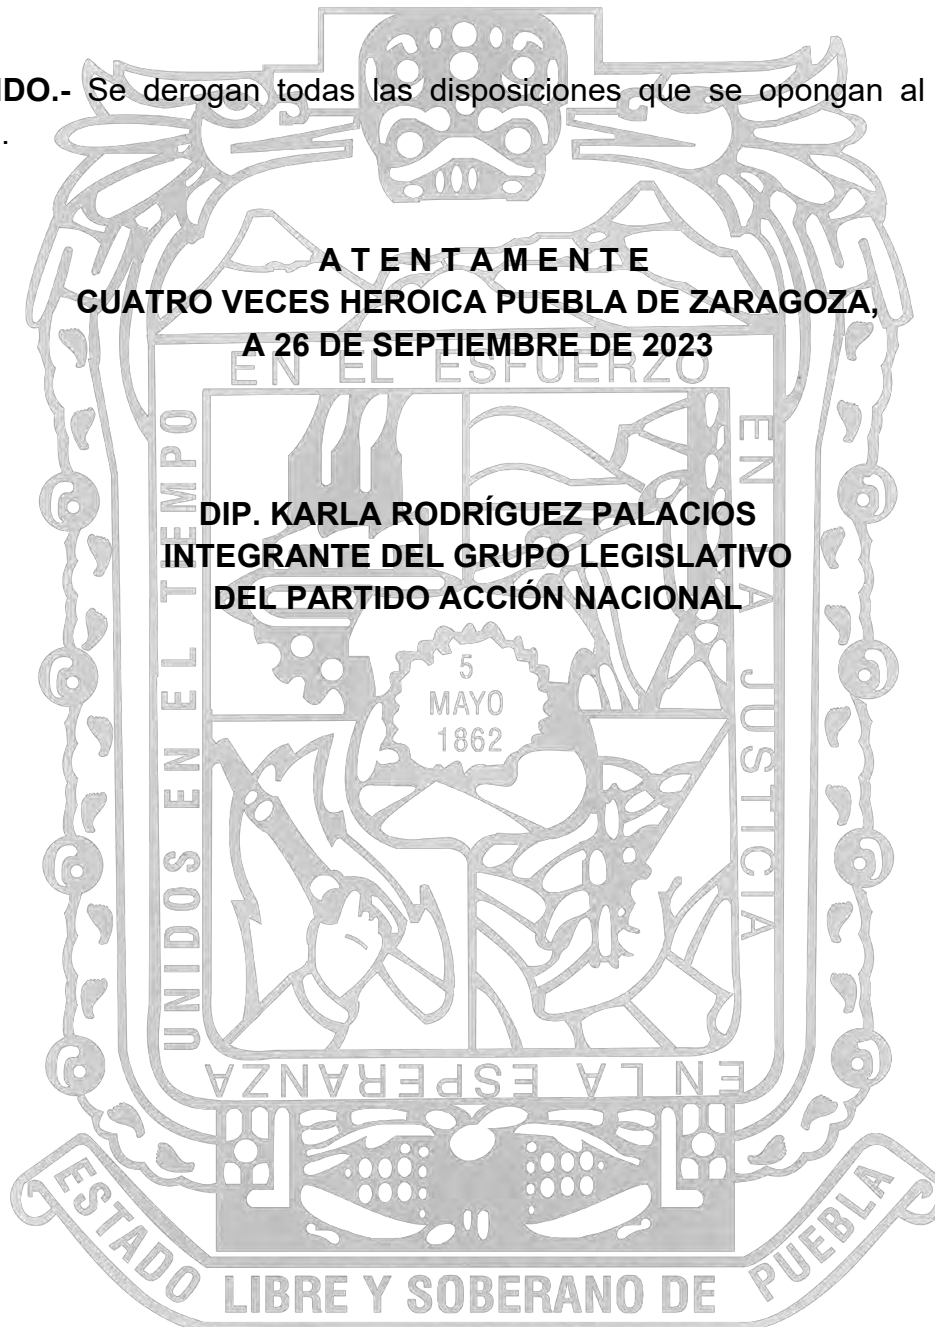 NDO.- Se derogan todas las disposiciones que se opongan al
.
A T E N T A M E N T E
CUATRO VECES HEROICA PUEBLA DE ZARAGOZA,
A 26 DE SEPTIEMBRE DE 2023
EN EL ESFUERZO
DIP. KARLA RODRÍGUEZ PALACIOS
INTEGRANTE DEL GRUPO LEGISLATIVO
DEL PARTIDO ACCIÓN NACIONAL
UNIDOS EN EL TIEMPO
EN LA JUSTICIA
5
MAYO
1862
EN LA ESPERANZA
ESTADO LIBRE Y SOBERANO DE PUEBLA